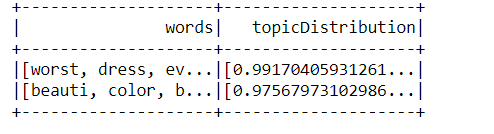 +--------------------+--------------------+
|               words|   topicDistribution|
+--------------------+--------------------+
|[worst, dress, ev...|[0.99170405931261...|
|[beauti, color, b...|[0.97567973102986...|
+--------------------+--------------------+